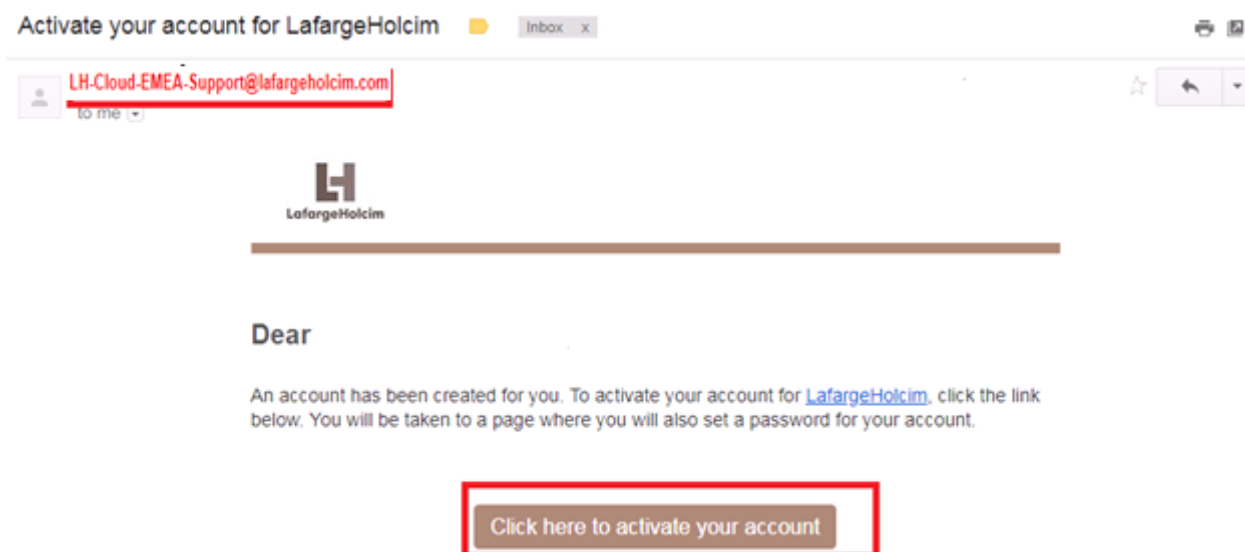 Activate your account for LafargeHolcim
Inbox x
LH-Cloud-EMEA-Support@lafargeholcim.com
to me
LH
LafargeHolcim
Dear
An account has been created for you. To activate your account for LafargeHolcim, click the link
below. You will be taken to a page where you will also set a password for your account.
Click here to activate your account